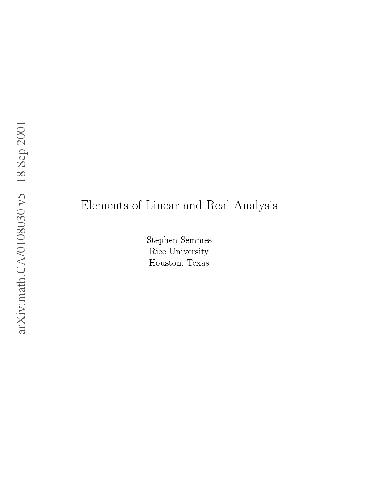 arXiv:math.CA/0108030 v5 18 Sep 2001
Elements of Linear and Real Analysis
Stephen Semmes
Rice University
Houston, Texas